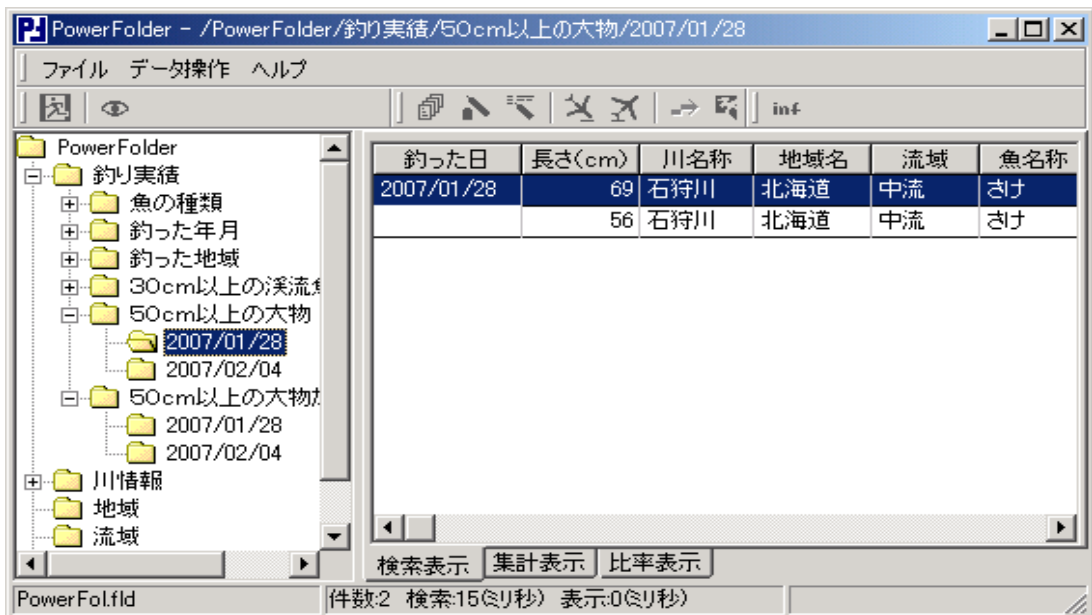 PowerFolder - /PowerFolder/釣り実績/50cm以上の大物/2007/01/28
ファイル データ操作 ヘルプ
inf
PowerFolder
釣り実績
魚の種類
釣った年月
釣った地域
30cm以上の渓流
50cm以上の大物
2007/01/28
2007/02/04
50cm以上の大物
2007/01/28
2007/02/04
川情報
地域
流域
釣った日 長さ(cm) 川名称 地域名 流域 魚名称
2007/01/28 69 石狩川 北海道 中流 さけ
56 石狩川 北海道 中流 さけ
検索表示 集計表示 比率表示
PowerFol.fld 件数:2 検索:15(ミリ秒) 表示:0(ミリ秒)